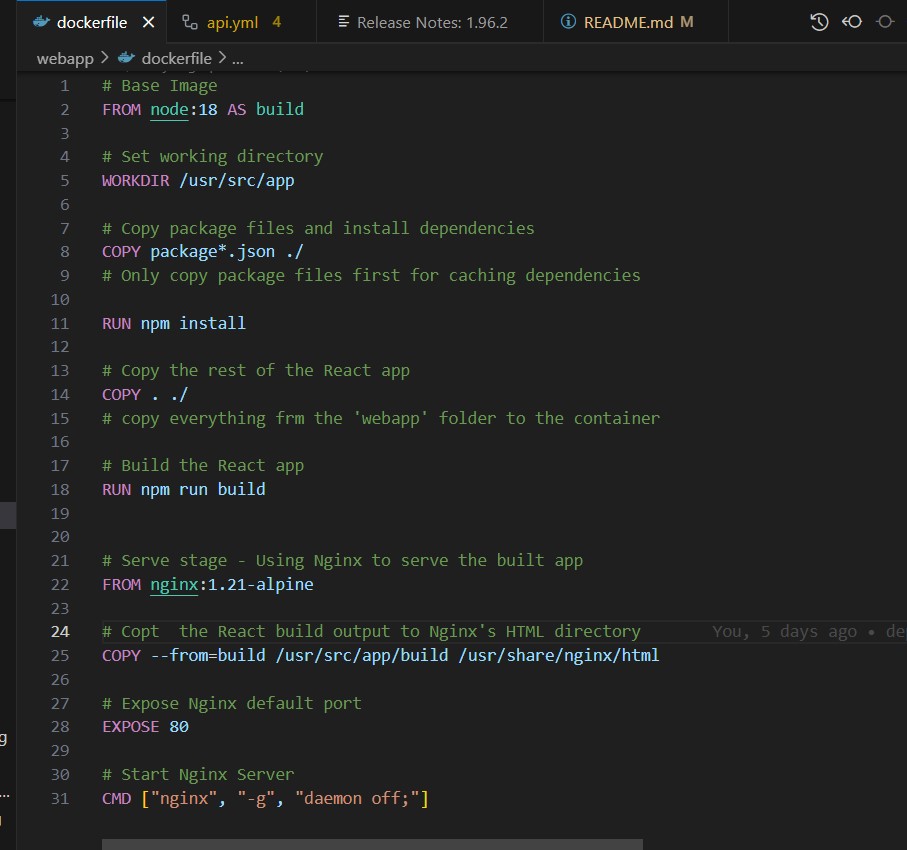 dockerfile
api.yml 4
Release Notes: 1.96.2
README.md M
webapp > dockerfile > ...
1 # Base Image
2 FROM node:18 AS build
3
4 # Set working directory
5 WORKDIR /usr/src/app
6
7 # Copy package files and install dependencies
8 COPY package*.json ./
9 # Only copy package files first for caching dependencies
10
11 RUN npm install
12
13 # Copy the rest of the React app
14 COPY . ./
15 # copy everything frm the 'webapp' folder to the container
16
17 # Build the React app
18 RUN npm run build
19
20
21 # Serve stage - Using Nginx to serve the built app
22 FROM nginx:1.21-alpine
23
24 # Copt  the React build output to Nginx's HTML directory You, 5 days ago •
25 COPY --from=build /usr/src/app/build /usr/share/nginx/html
26
27 # Expose Nginx default port
28 EXPOSE 80
29
30 # Start Nginx Server
31 CMD ["nginx", "-g", "daemon off;"]